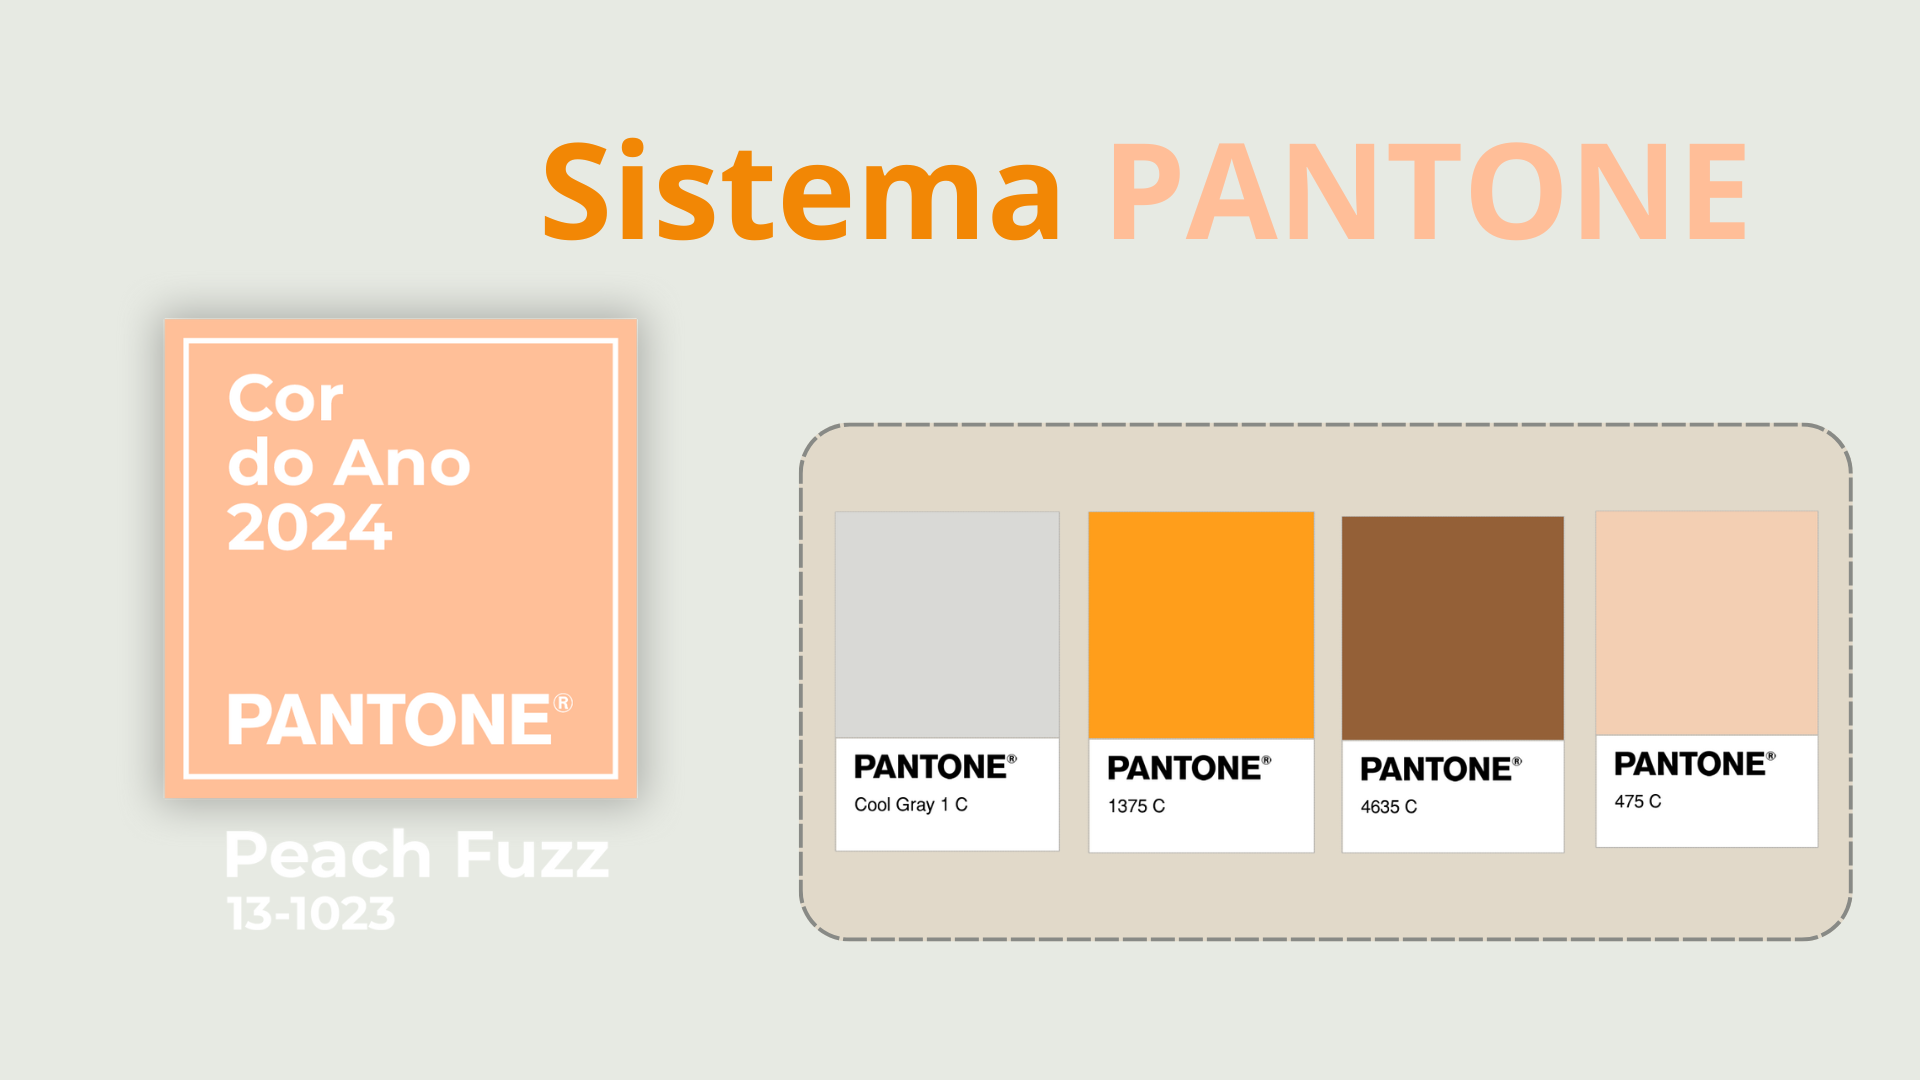 Sistema PANTONE
Cor
do Ano
2024
PANTONE®
Peach Fuzz
13-1023
PANTONE®
Cool Gray 1 C
PANTONE®
1375 C
PANTONE®
4635 C
PANTONE®
475 C